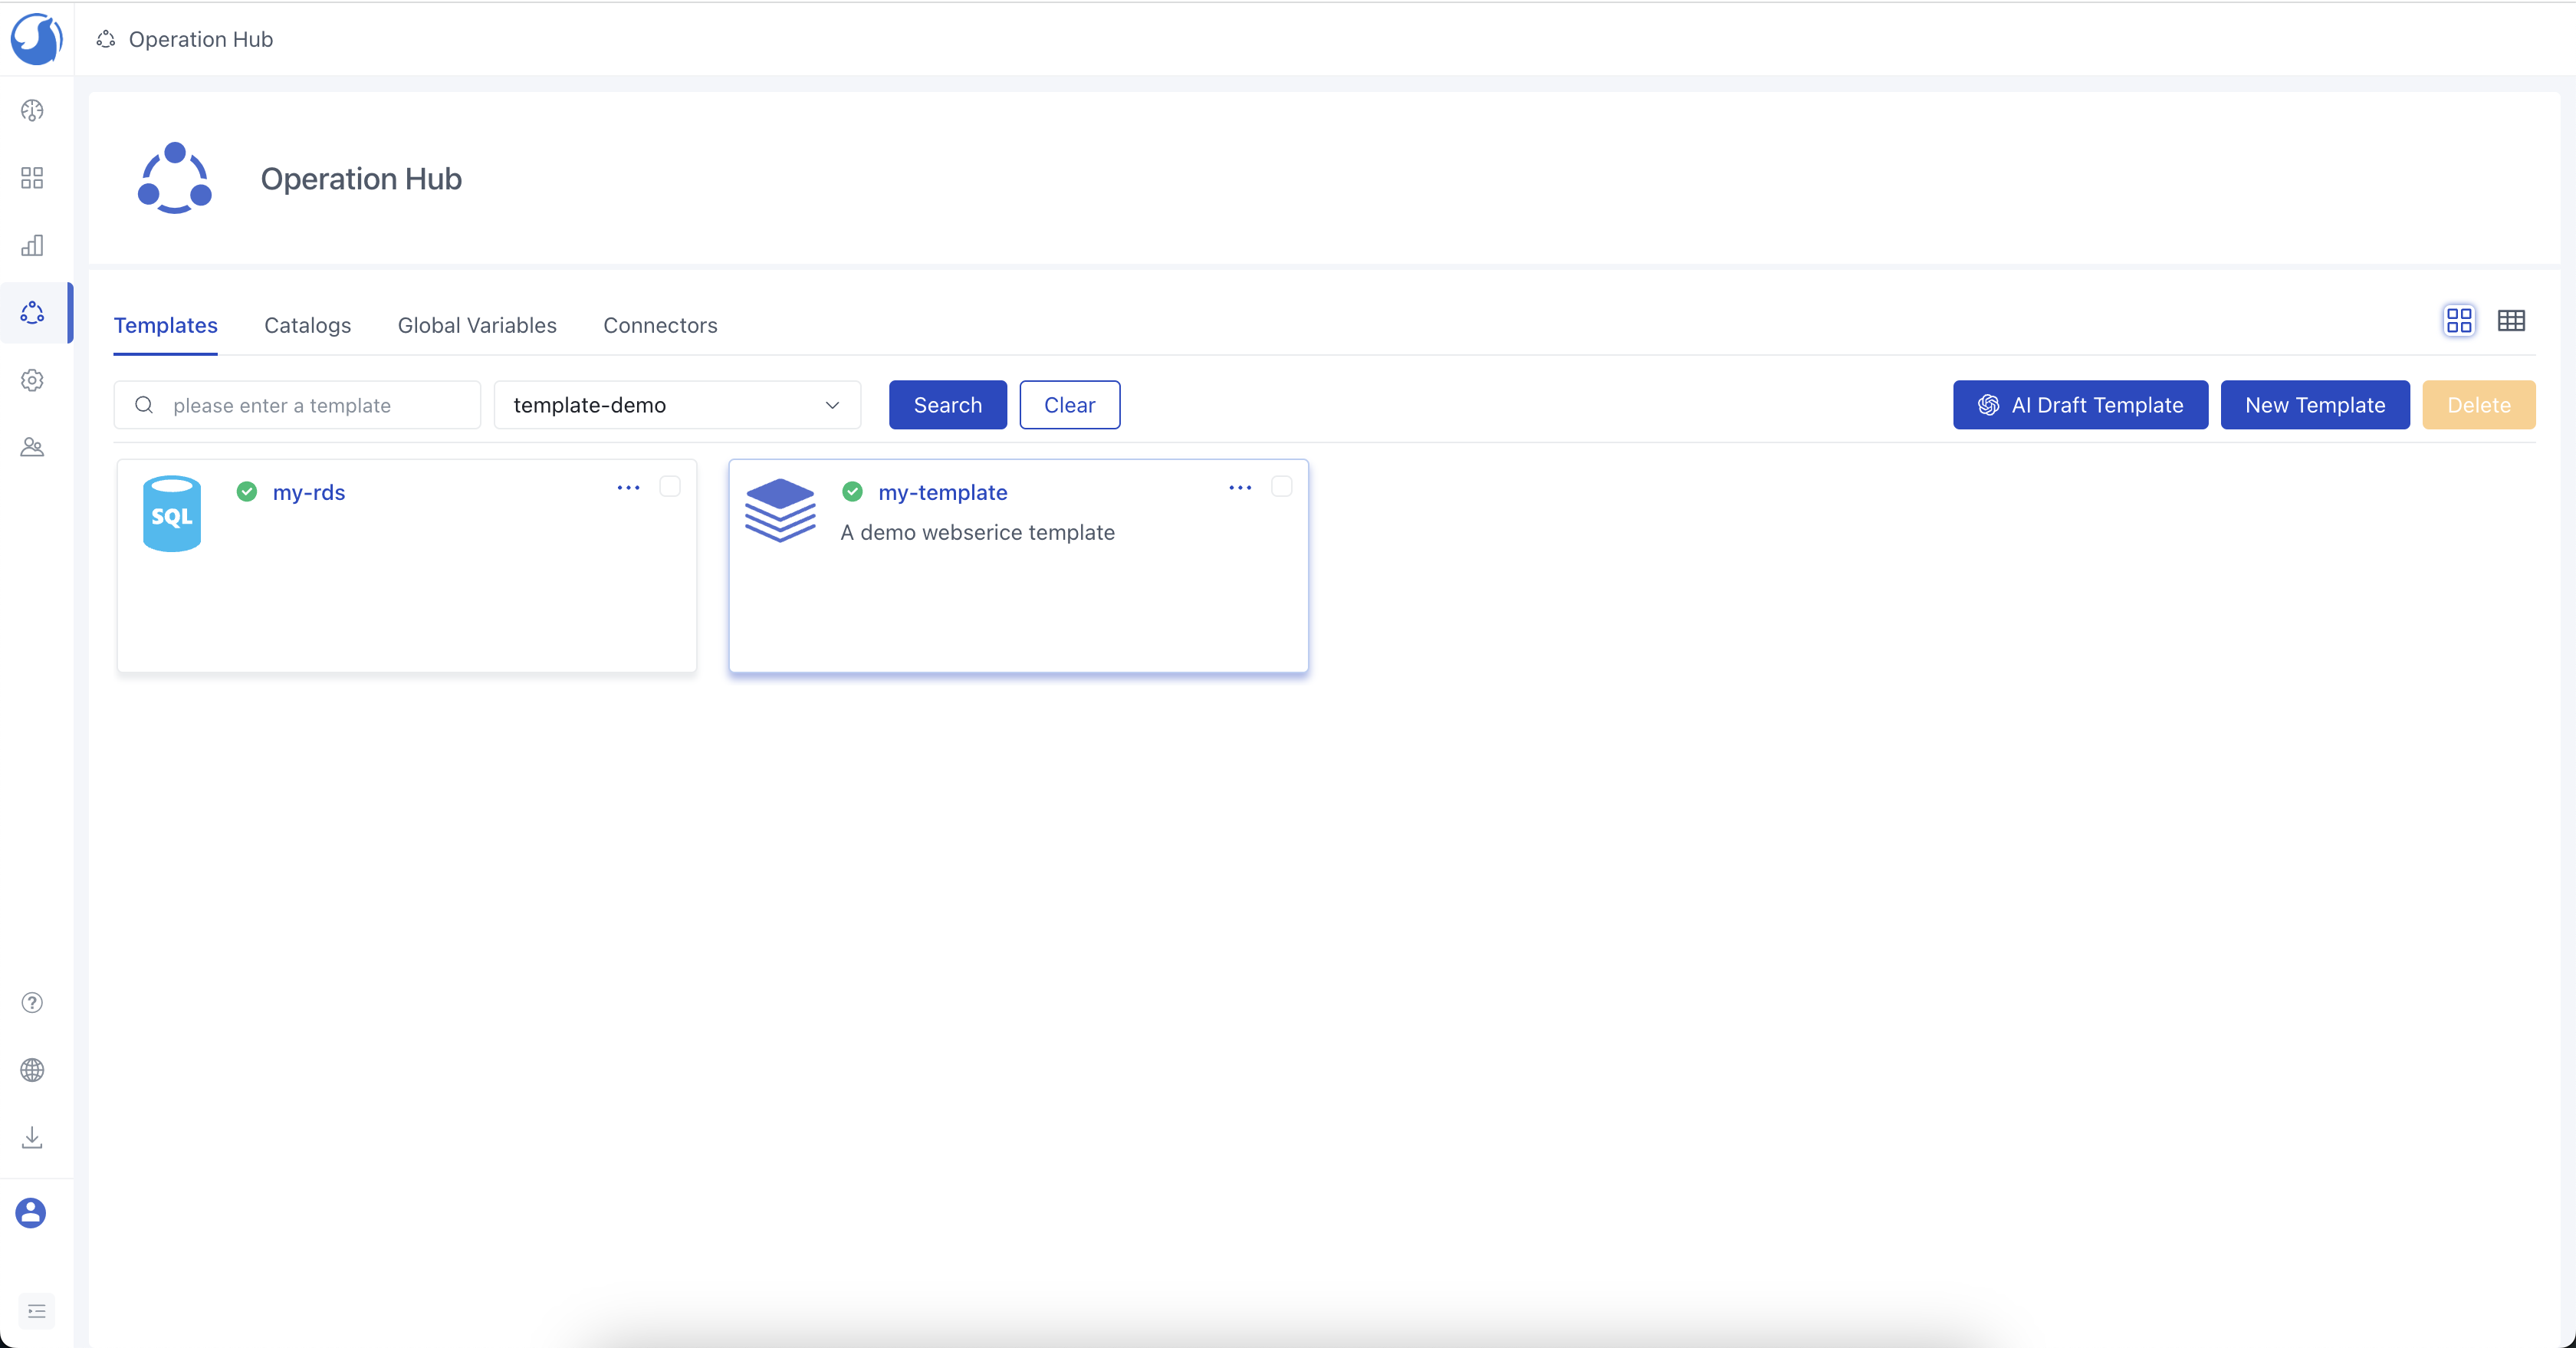 Operation Hub
Operation Hub
Templates Catalogs Global Variables Connectors
please enter a template template-demo Search Clear AI Draft Template New Template Delete
SQL my-rds
my-template
A demo webserice template